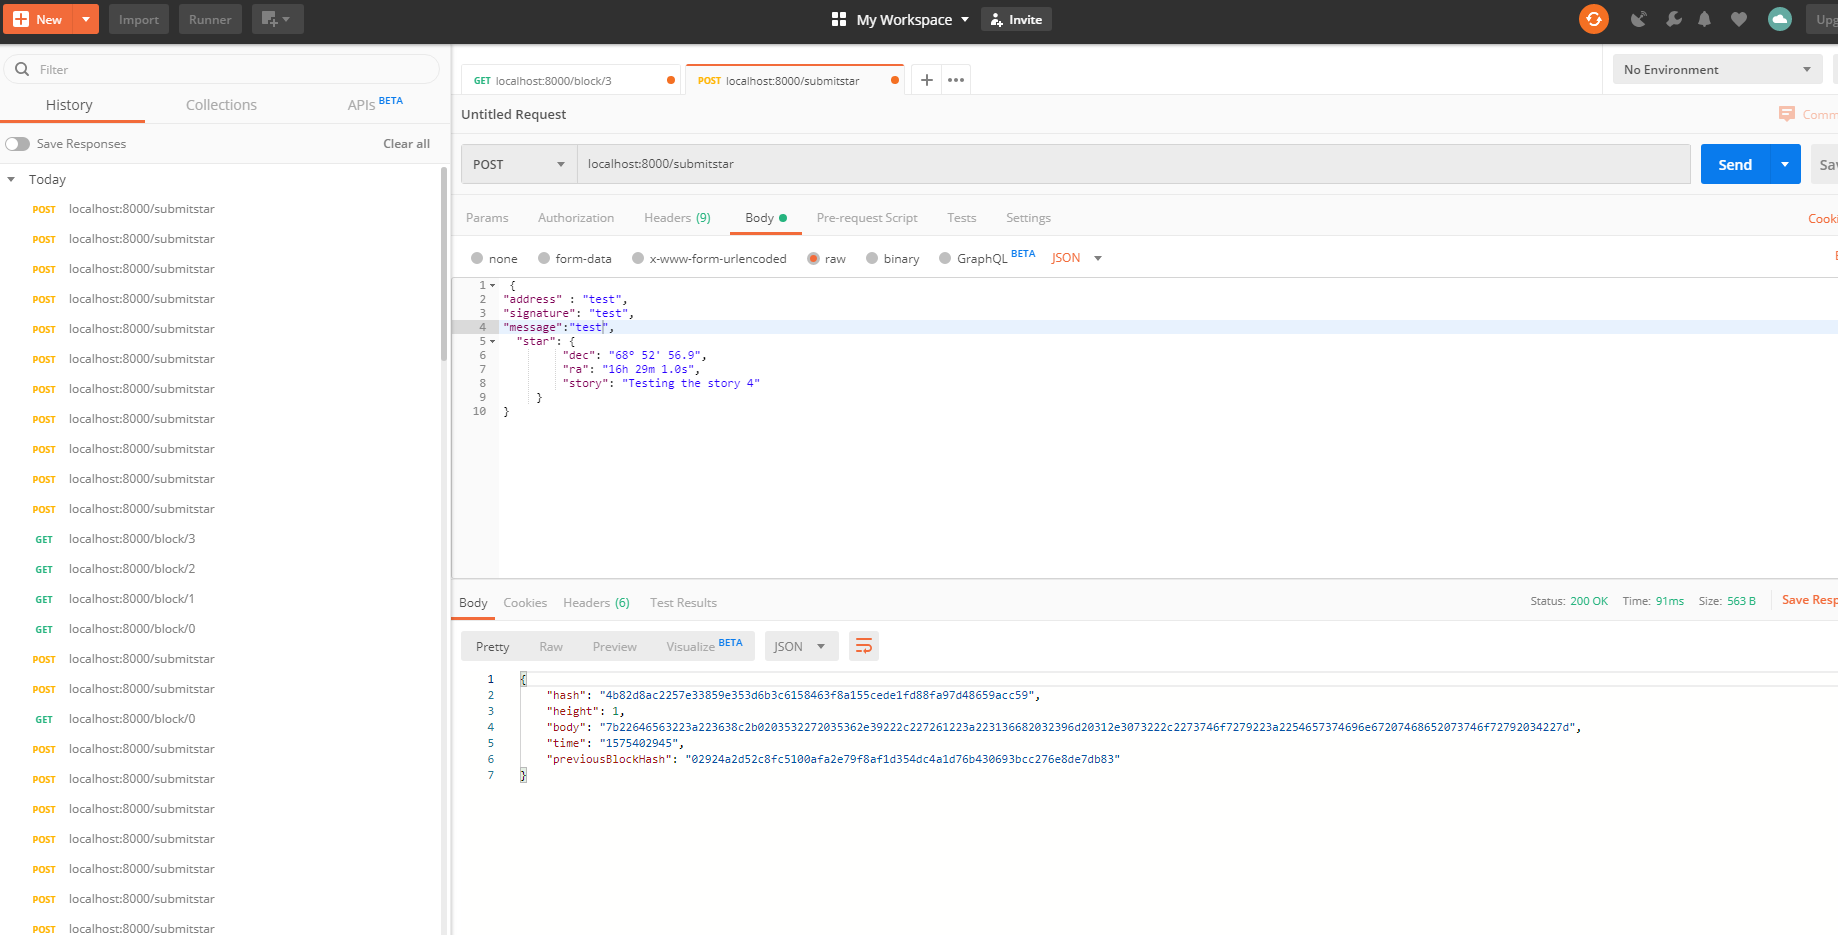 New
Import
Runner
My Workspace
Invite
Filter
History
Collections
APIs BETA
Save Responses
Clear all
Today
POST localhost:8000/submitstar
POST localhost:8000/submitstar
POST localhost:8000/submitstar
POST localhost:8000/submitstar
POST localhost:8000/submitstar
POST localhost:8000/submitstar
POST localhost:8000/submitstar
POST localhost:8000/submitstar
POST localhost:8000/submitstar
POST localhost:8000/submitstar
POST localhost:8000/submitstar
GET localhost:8000/block/3
GET localhost:8000/block/2
GET localhost:8000/block/1
GET localhost:8000/block/0
POST localhost:8000/submitstar
POST localhost:8000/submitstar
GET localhost:8000/block/0
POST localhost:8000/submitstar
POST localhost:8000/submitstar
POST localhost:8000/submitstar
POST localhost:8000/submitstar
POST localhost:8000/submitstar
POST localhost:8000/submitstar
POST localhost:8000/submitstar
GET localhost:8000/block/3
POST localhost:8000/submitstar
No Environment
Untitled Request
POST
localhost:8000/submitstar
Send
Params
Authorization
Headers (9)
Body
Pre-request Script
Tests
Settings
none
form-data
x-www-form-urlencoded
raw
binary
GraphQL BETA
JSON
1 {
2 "address" : "test",
3 "signature": "test",
4 "message":"test",
5 "star": {
6 "dec": "68° 52' 56.9",
7 "ra": "16h 29m 1.0s",
8 "story": "Testing the story 4"
9 }
10 }
Body
Cookies
Headers (6)
Test Results
Status: 200 OK
Time: 91ms
Size: 563 B
Pretty
Raw
Preview
Visualize BETA
JSON
1 {
2 "hash": "4b82d8ac2257e33859e353d6b3c6158463f8a155cede1fd88fa97d48659acc59",
3 "height": 1,
4 "body": "7b22646563223a223638c2b0203532272035362e39222c227261223a223136682032396d20312e3073222c2273746f7279223a2254657374696e67207468652073746f72792034227d",
5 "time": "1575402945",
6 "previousBlockHash": "02924a2d52c8fc5100afa2e79f8af1d354dc4a1d76b430693bcc276e8de7db83"
7 }